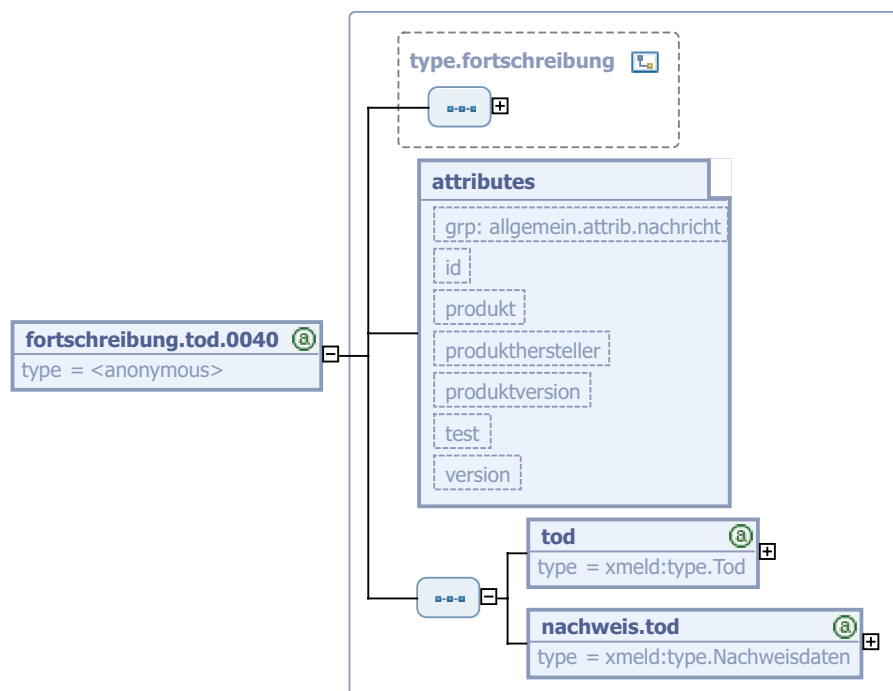 type.fortschreibung
attributes
grp: allgemein.attrib.nachricht
id
produkt
produkthersteller
produktversion
test
version
fortschreibung.tod.0040
type = <anonymous>
tod
type = xmeld:type.Tod
nachweis.tod
type = xmeld:type.Nachweisdaten